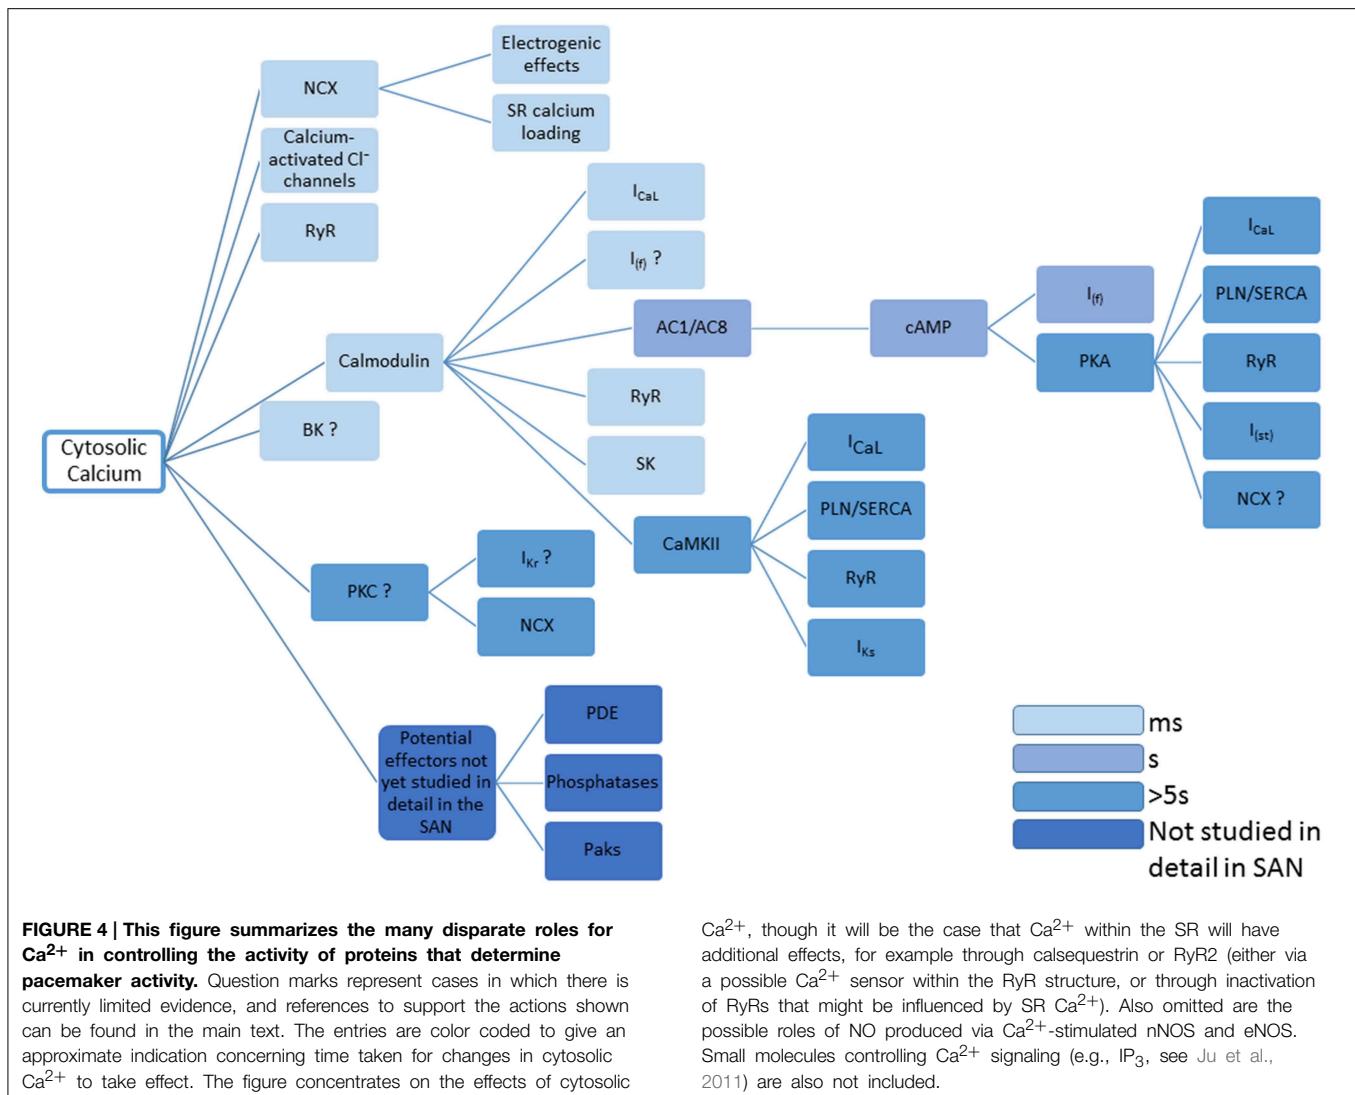 Electrogenic
effects
NCX
SR calcium
loading
Calcium-
activated Cl⁻
channels
RyR
I_CaL
I_(f) ?
AC1/AC8
cAMP
I_(f)
PKA
I_CaL
PLN/SERCA
RyR
I_(st)
NCX ?
Calmodulin
RyR
SK
BK ?
Cytosolic
Calcium
CaMKII
I_CaL
PLN/SERCA
RyR
I_Ks
PKC ?
I_Kr ?
NCX
Potential
effectors not
yet studied in
detail in the
SAN
PDE
Phosphatases
Paks
ms
s
>5s
Not studied in
detail in SAN
FIGURE 4 | This figure summarizes the many disparate roles for
Ca²⁺ in controlling the activity of proteins that determine
pacemaker activity. Question marks represent cases in which there is
currently limited evidence, and references to support the actions shown
can be found in the main text. The entries are color coded to give an
approximate indication concerning time taken for changes in cytosolic
Ca²⁺ to take effect. The figure concentrates on the effects of cytosolic
Ca²⁺, though it will be the case that Ca²⁺ within the SR will have
additional effects, for example through calsequestrin or RyR2 (either via
a possible Ca²⁺ sensor within the RyR structure, or through inactivation
of RyRs that might be influenced by SR Ca²⁺). Also omitted are the
possible roles of NO produced via Ca²⁺-stimulated nNOS and eNOS.
Small molecules controlling Ca²⁺ signaling (e.g., IP₃, see Ju et al.,
2011) are also not included.